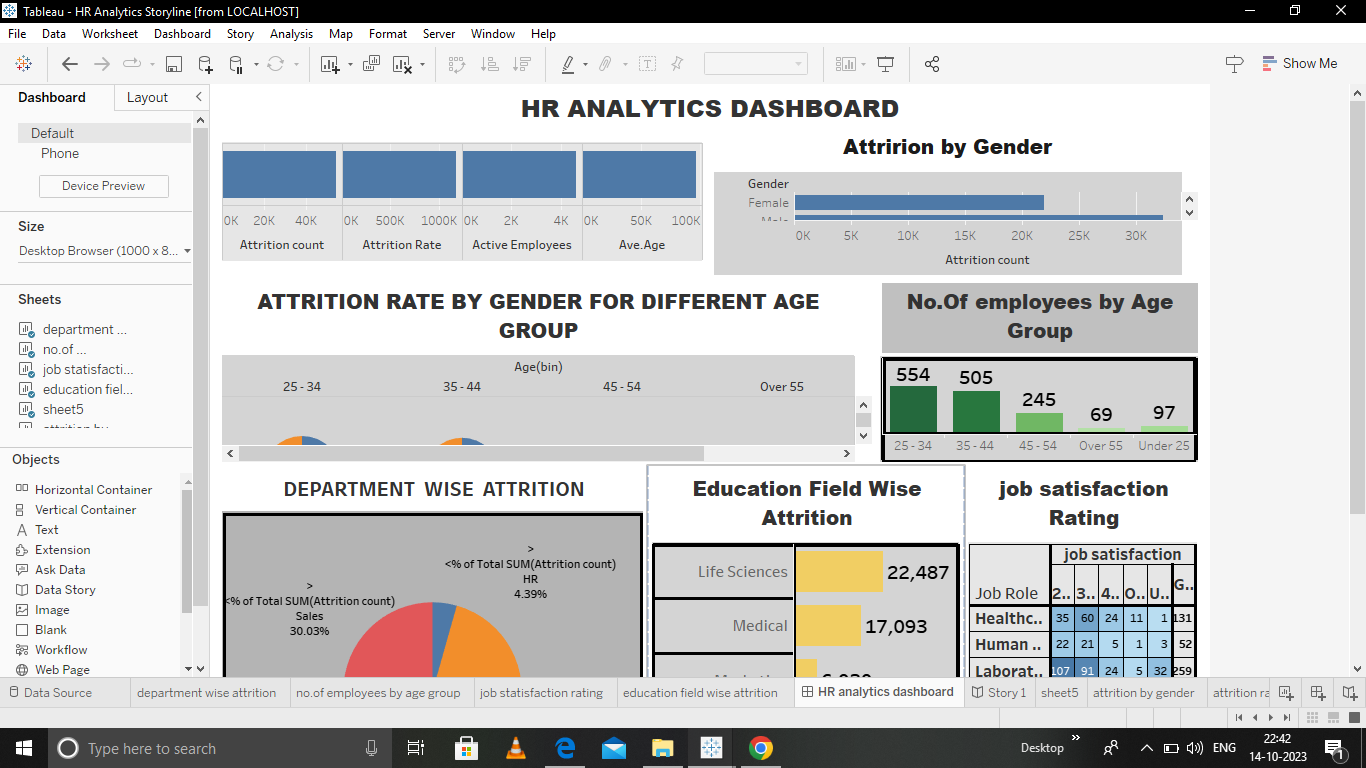 Tableau - HR Analytics Storyline [from LOCALHOST]
File Data Worksheet Dashboard Story Analysis Map Format Server Window Help
Show Me
Dashboard Layout
Default
Phone
Device Preview
Size
Desktop Browser (1000 x 8...
Sheets
department ...
no.of ...
job statisfacti...
education fiel...
sheet5
Objects
Horizontal Container
Vertical Container
Text
Extension
Ask Data
Data Story
Image
Blank
Workflow
Web Page
HR ANALYTICS DASHBOARD
0K 20K 40K 0K 500K 1000K 0K 2K 4K 0K 50K 100K
Attrition count Attrition Rate Active Employees Ave.Age
Attririon by Gender
Gender
Female
Male
0K 5K 10K 15K 20K 25K 30K
Attrition count
ATTRITION RATE BY GENDER FOR DIFFERENT AGE
GROUP
Age(bin)
25 - 34 35 - 44 45 - 54 Over 55
No.Of employees by Age
Group
554 505 245 69 97
25 - 34 35 - 44 45 - 54 Over 55 Under 25
DEPARTMENT WISE ATTRITION
>
<% of Total SUM(Attrition count)
HR
4.39%
>
<% of Total SUM(Attrition count)
Sales
30.03%
Education Field Wise
Attrition
Life Sciences 22,487
Medical 17,093
job satisfaction
Rating
job satisfaction
Job Role 2.. 3.. 4.. O.. U.. G..
Healthc.. 35 60 24 11 1 131
Human .. 22 21 5 1 3 52
Laborat.. 107 91 24 5 32 259
Data Source department wise attrition no.of employees by age group job statisfaction rating education field wise attrition HR analytics dashboard Story 1 sheet5 attrition by gender attrition ra
Type here to search
Desktop
»
ENG
22:42
14-10-2023
1